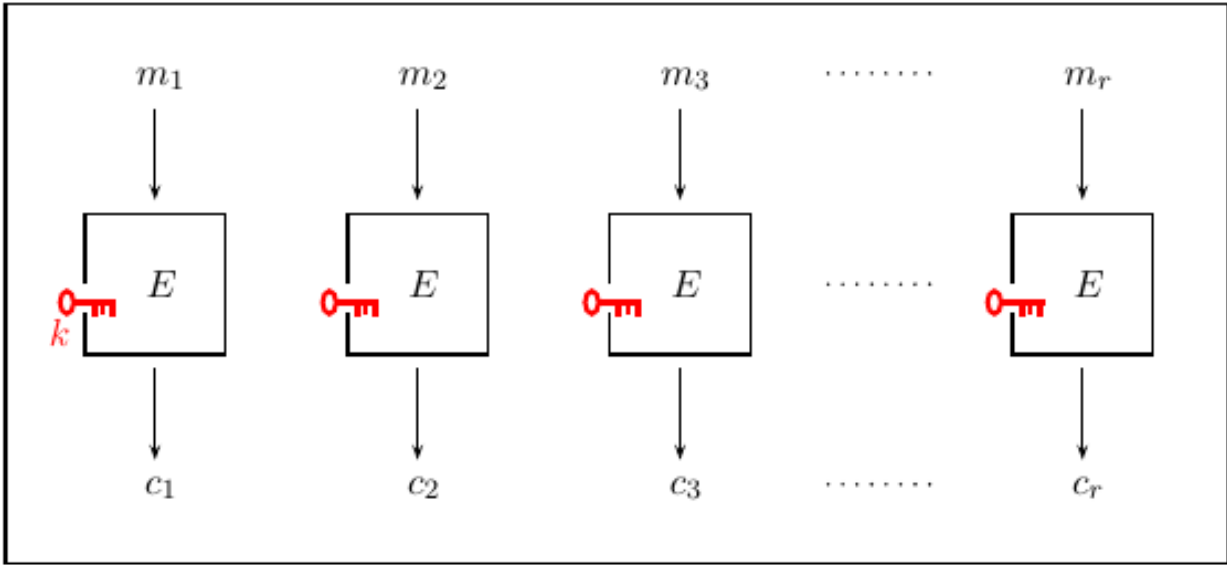 m₁ m₂ m₃ ........ mᵣ
E E E ........ E
k
c₁ c₂ c₃ ........ cᵣ